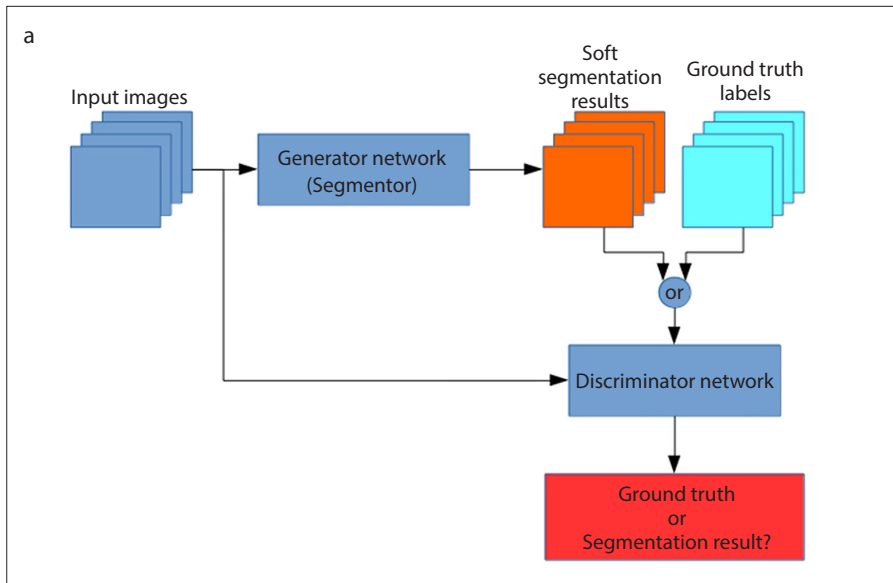 a
Input images
Generator network
(Segmentor)
Soft
segmentation
results
Ground truth
labels
or
Discriminator network
Ground truth
or
Segmentation result?